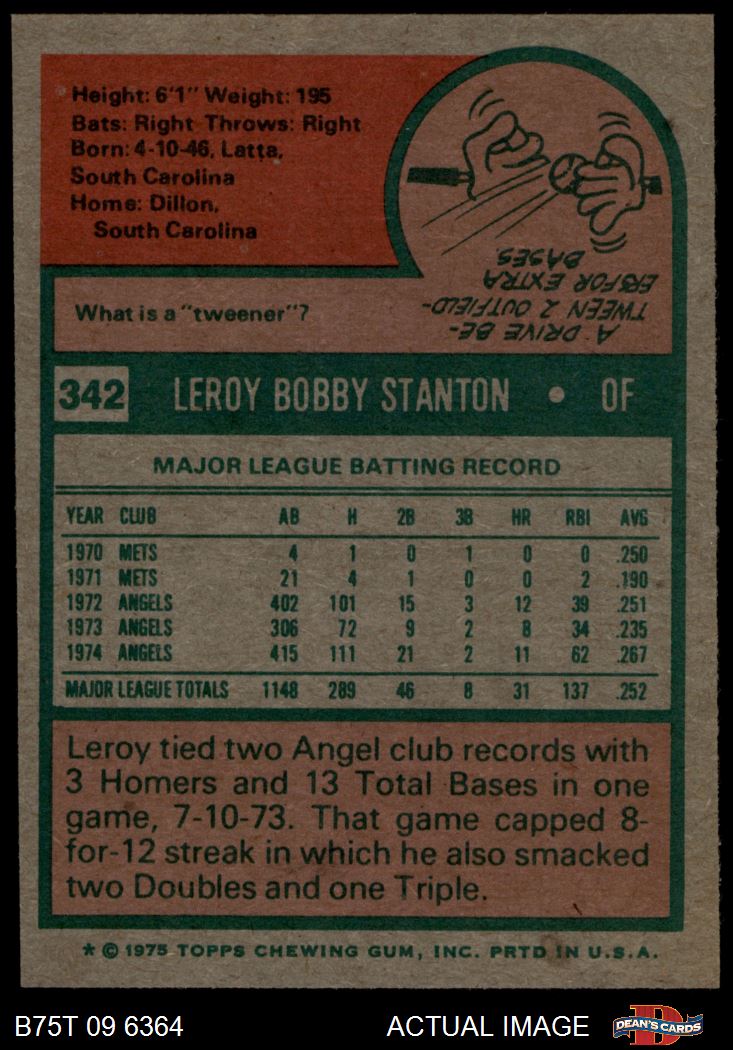 Height: 6'1" Weight: 195
Bats: Right Throws: Right
Born: 4-10-46, Latta,
South Carolina
Home: Dillon,
South Carolina
What is a "tweener"?
A DRIVE BE-
TWEEN 2 OUTFIELD-
ERS FOR EXTRA
BASES.
342 LEROY BOBBY STANTON • OF
MAJOR LEAGUE BATTING RECORD
YEAR CLUB AB H 2B 3B HR RBI AVG
1970 METS 4 1 0 1 0 0 .250
1971 METS 21 4 1 0 0 2 .190
1972 ANGELS 402 101 15 3 12 39 .251
1973 ANGELS 306 72 9 2 8 34 .235
1974 ANGELS 415 111 21 2 11 62 .267
MAJOR LEAGUE TOTALS 1148 289 46 8 31 137 .252
Leroy tied two Angel club records with
3 Homers and 13 Total Bases in one
game, 7-10-73. That game capped 8-
for-12 streak in which he also smacked
two Doubles and one Triple.
* © 1975 TOPPS CHEWING GUM, INC. PRTD IN U.S.A.
B75T 09 6364 ACTUAL IMAGE DEAN'S CARDS